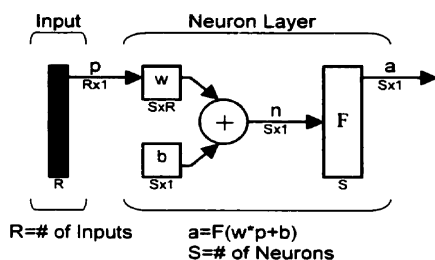 Input
Neuron Layer
p
Rx1
w
SxR
b
Sx1
+
n
Sx1
F
a
Sx1
R
S
R=# of Inputs
a=F(w*p+b)
S=# of Neurons